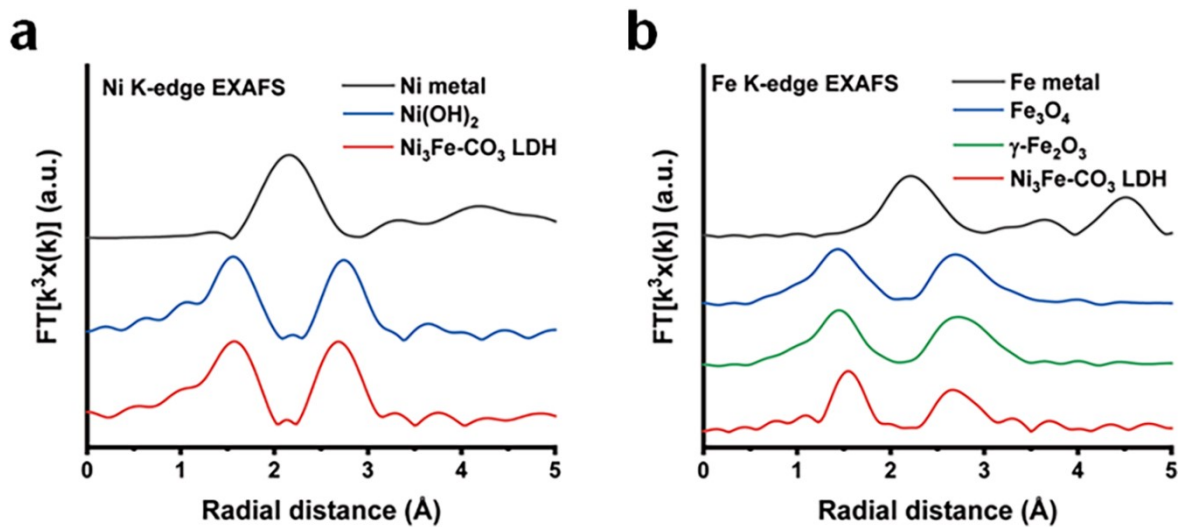 a
Ni K-edge EXAFS
Ni metal
Ni(OH)₂
Ni₃Fe-CO₃ LDH
FT[k³x(k)] (a.u.)
0 1 2 3 4 5
Radial distance (Å)
b
Fe K-edge EXAFS
Fe metal
Fe₃O₄
γ-Fe₂O₃
Ni₃Fe-CO₃ LDH
FT[k³x(k)] (a.u.)
0 1 2 3 4 5
Radial distance (Å)